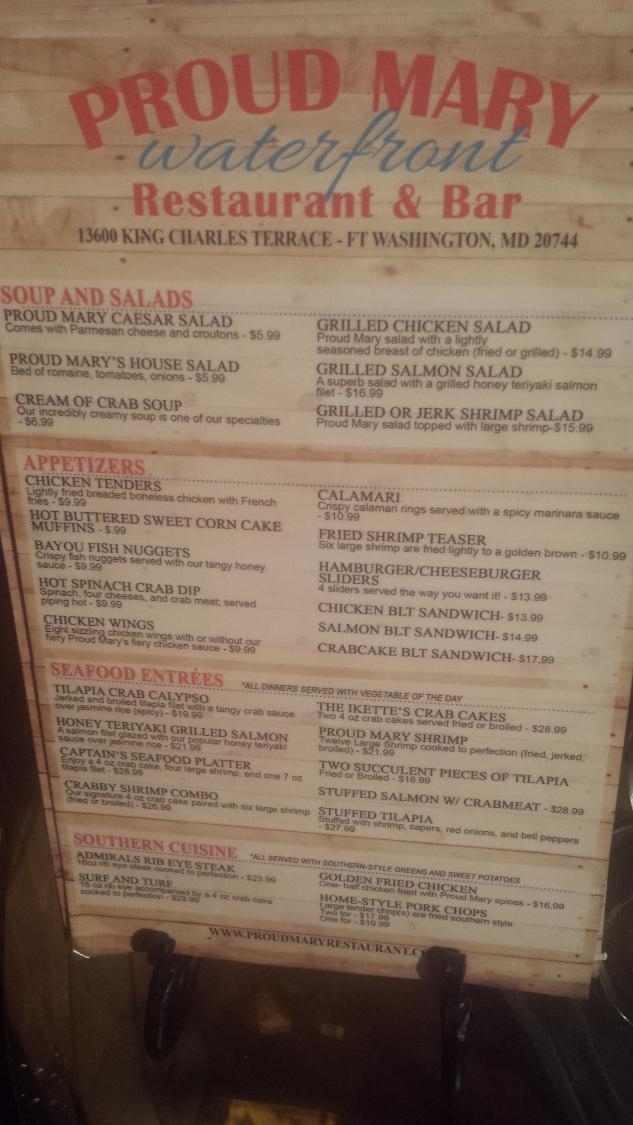 PROUD MARY
waterfront
Restaurant & Bar
13600 KING CHARLES TERRACE - FT WASHINGTON, MD 20744
SOUP AND SALADS
PROUD MARY CAESAR SALAD
Comes with Parmesan cheese and croutons - $5.99
PROUD MARY'S HOUSE SALAD
Bed of romaine, tomatoes, onions - $5.99
CREAM OF CRAB SOUP
Our incredibly creamy soup is one of our specialties
- $6.99
GRILLED CHICKEN SALAD
Proud Mary salad with a lightly
seasoned breast of chicken (fried or grilled) - $14.99
GRILLED SALMON SALAD
A superb salad with a grilled honey teriyaki salmon
filet - $16.99
GRILLED OR JERK SHRIMP SALAD
Proud Mary salad topped with large shrimp-$15.99
APPETIZERS
CHICKEN TENDERS
Lightly fried breaded boneless chicken with French
fries - $9.99
HOT BUTTERED SWEET CORN CAKE
MUFFINS - $.99
BAYOU FISH NUGGETS
Crispy fish nuggets served with our tangy honey
sauce - $9.99
HOT SPINACH CRAB DIP
Spinach, four cheeses, and crab meat; served
piping hot - $9.99
CHICKEN WINGS
Eight sizzling chicken wings with or without our
fiery Proud Mary's fiery chicken sauce - $9.99
CALAMARI
Crispy calamari rings served with a spicy marinara sauce
- $10.99
FRIED SHRIMP TEASER
Six large shrimp are fried lightly to a golden brown - $10.99
HAMBURGER/CHEESEBURGER
SLIDERS
4 sliders served the way you want it! - $13.99
CHICKEN BLT SANDWICH- $13.99
SALMON BLT SANDWICH- $14.99
CRABCAKE BLT SANDWICH- $17.99
SEAFOOD ENTRÉES *ALL DINNERS SERVED WITH VEGETABLE OF THE DAY
TILAPIA CRAB CALYPSO
Jerked and broiled tilapia filet with a tangy crab sauce
over jasmine rice (spicy) - $19.99
HONEY TERIYAKI GRILLED SALMON
A salmon filet glazed with our popular honey teriyaki
sauce over jasmine rice - $21.99
CAPTAIN'S SEAFOOD PLATTER
Enjoy a 4 oz crab cake, four large shrimp, and one 7 oz
tilapia filet - $28.99
CRABBY SHRIMP COMBO
Our signature 4 oz crab cake paired with six large shrimp
(fried or broiled) - $26.99
THE IKETTE'S CRAB CAKES
Two 4 oz crab cakes served fried or broiled - $28.99
PROUD MARY SHRIMP
Twelve Large Shrimp cooked to perfection (fried, jerked,
broiled) - $21.99
TWO SUCCULENT PIECES OF TILAPIA
Fried or Broiled - $18.99
STUFFED SALMON W/ CRABMEAT - $28.99
STUFFED TILAPIA
Stuffed with shrimp, capers, red onions, and bell peppers
- $27.99
SOUTHERN CUISINE *ALL SERVED WITH SOUTHERN-STYLE GREENS AND SWEET POTATOES
ADMIRALS RIB EYE STEAK
16oz rib eye steak cooked to perfection - $23.99
SURF AND TURF
16 oz rib eye accompanied by a 4 oz crab cake
cooked to perfection - $29.99
GOLDEN FRIED CHICKEN
One- half chicken fried with Proud Mary spices - $16.99
HOME-STYLE PORK CHOPS
Large tender chop(s) are fried southern style
Two for - $17.99
One for - $10.99
WWW.PROUDMARYRESTAURANT.C